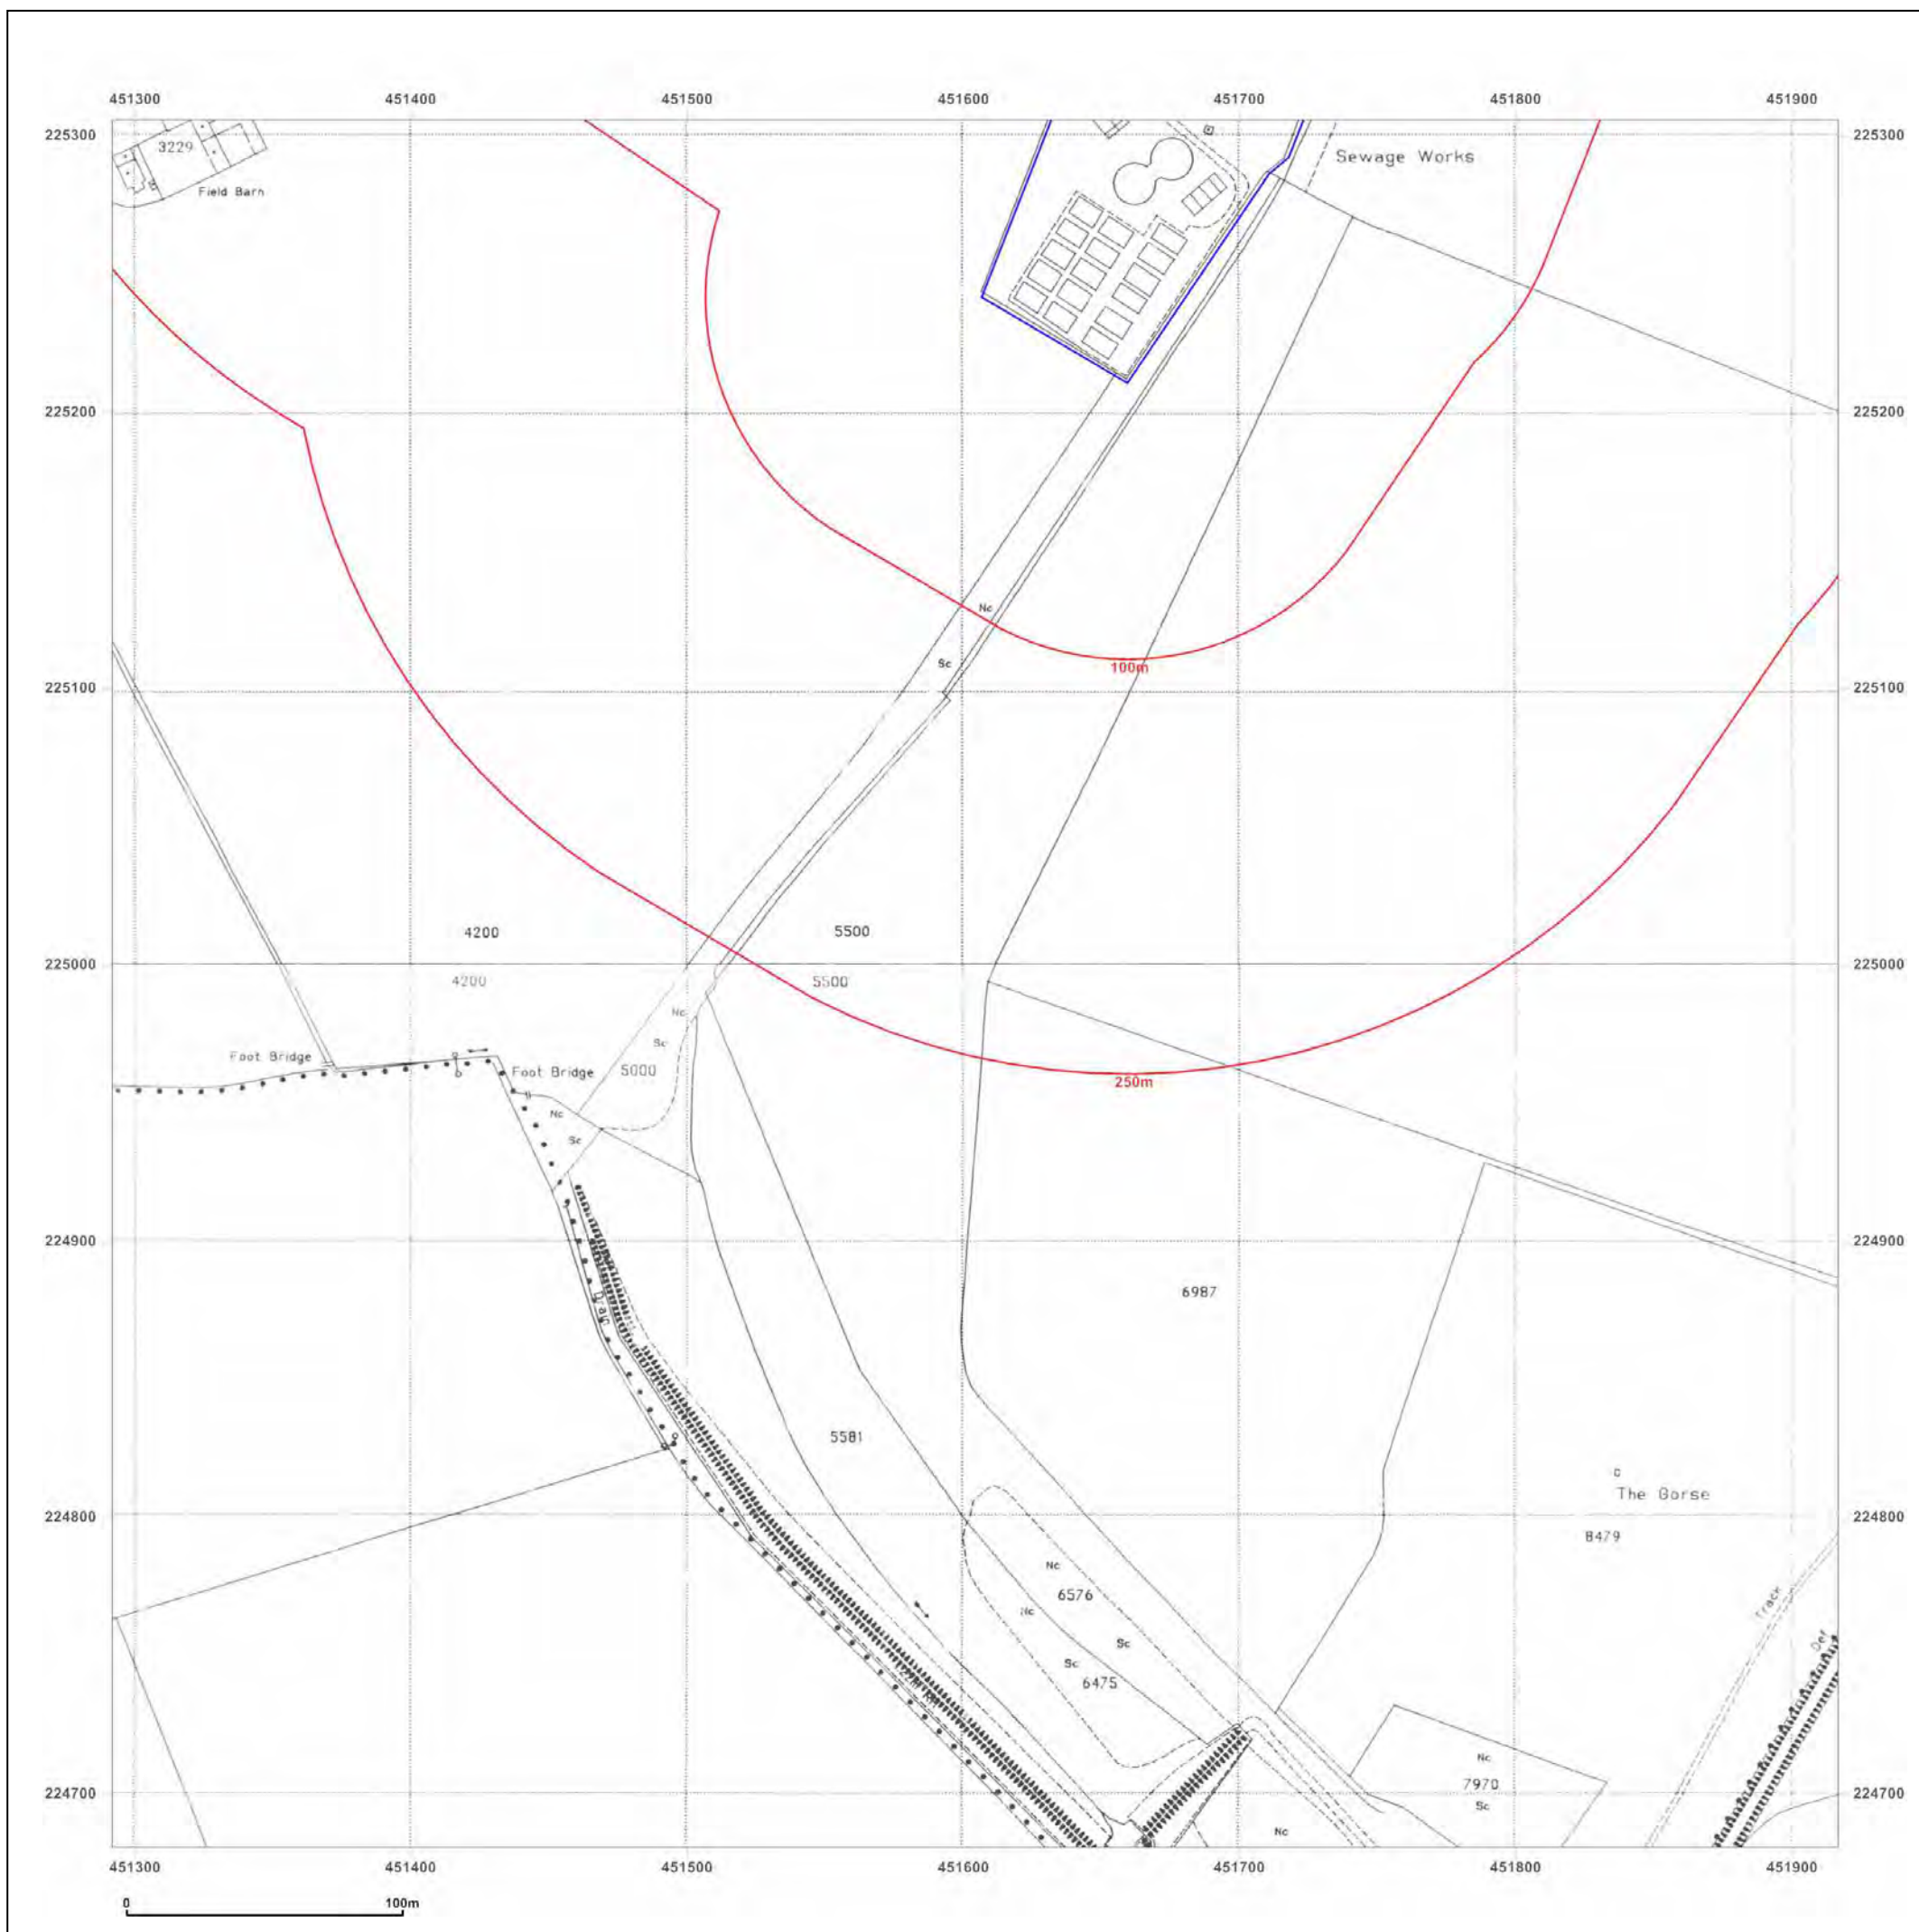 451300 451400 451500 451600 451700 451800 451900
225300 225300
3229
Sewage Works
Field Barn
225200 225200
Nc
Sc
100m
225100 225100
4200 5500
225000 225000
4200 5500
Nc
Sc
Foot Bridge
Foot Bridge
5000
250m
Nc
Sc
224900 224900
6987
Drain
5581
The Gorse
224800 224800
8479
Nc
6576
Nc
Track
Sc
Def
Sc
6475
Nc
7970
224700 224700
Sc
Nc
451300 451400 451500 451600 451700 451800 451900
0 100m